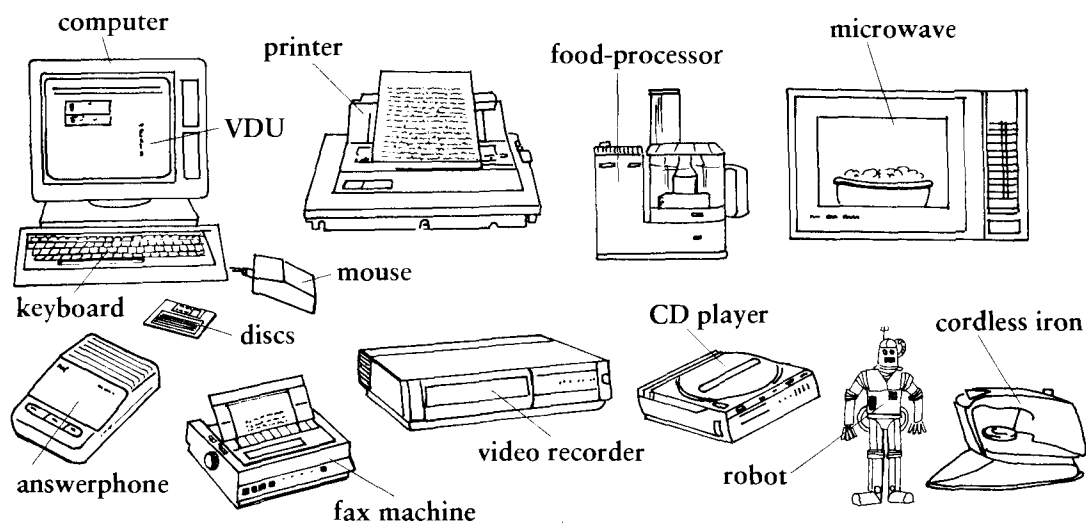 computer
printer
food-processor
microwave
VDU
keyboard
mouse
discs
CD player
cordless iron
answerphone
fax machine
video recorder
robot